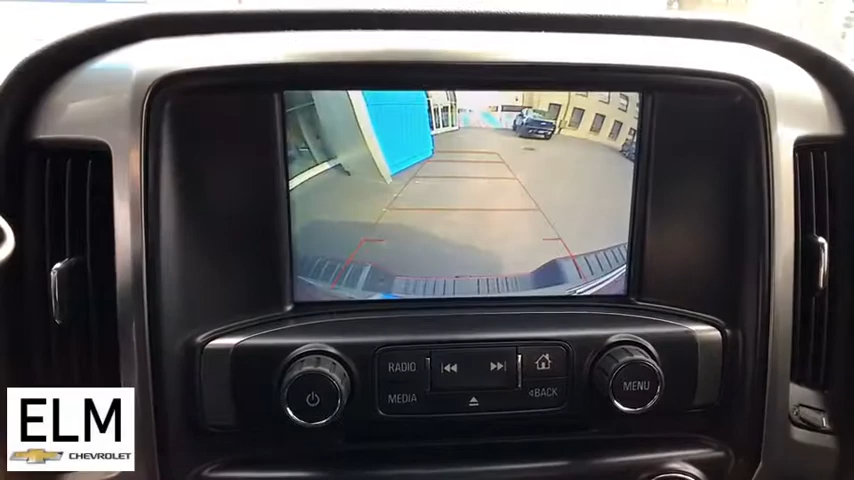 RADIO
MEDIA
BACK
MENU
ELM
CHEVROLET